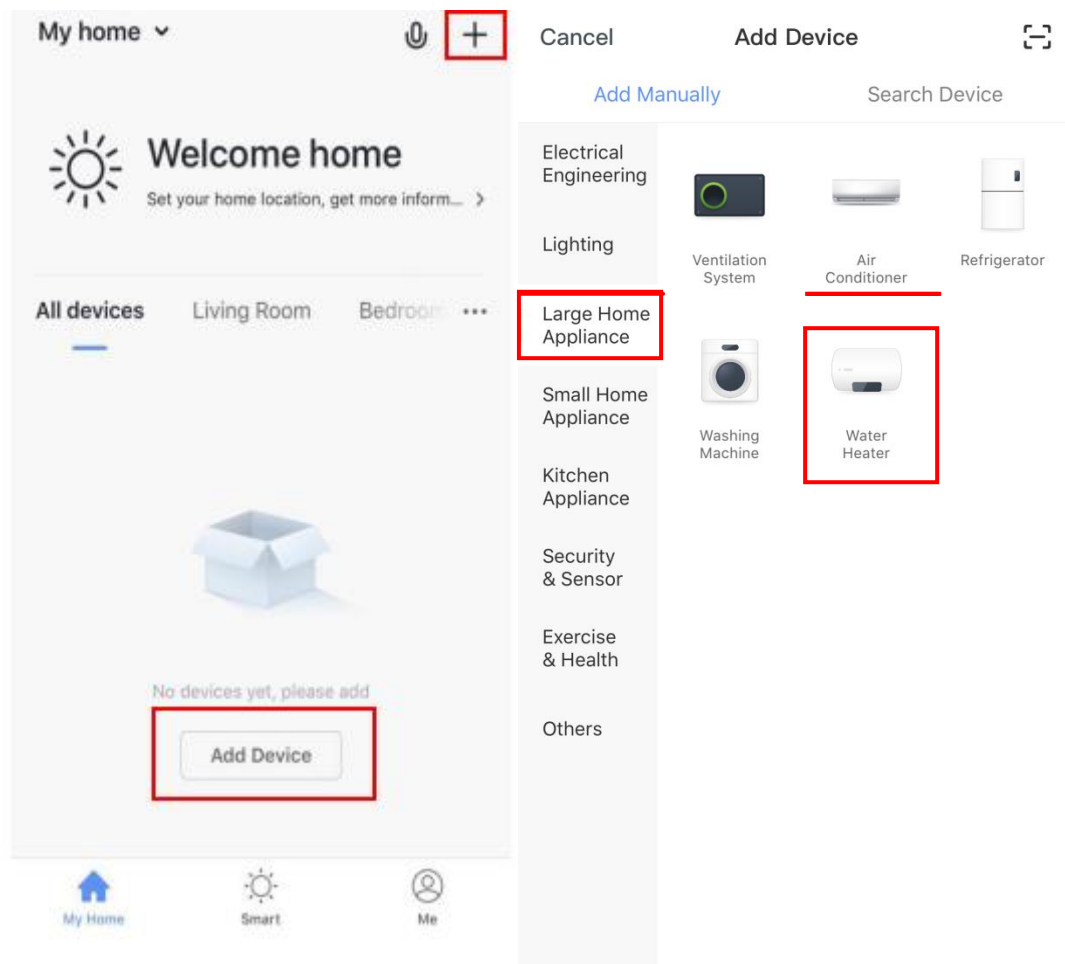 My home
Welcome home
Set your home location, get more inform...
All devices Living Room Bedroom
No devices yet, please add
Add Device
My Home Smart Me
Cancel Add Device
Add Manually Search Device
Electrical
Engineering
Lighting
Large Home
Appliance
Small Home
Appliance
Kitchen
Appliance
Security
& Sensor
Exercise
& Health
Others
Ventilation
System
Air
Conditioner
Refrigerator
Washing
Machine
Water
Heater